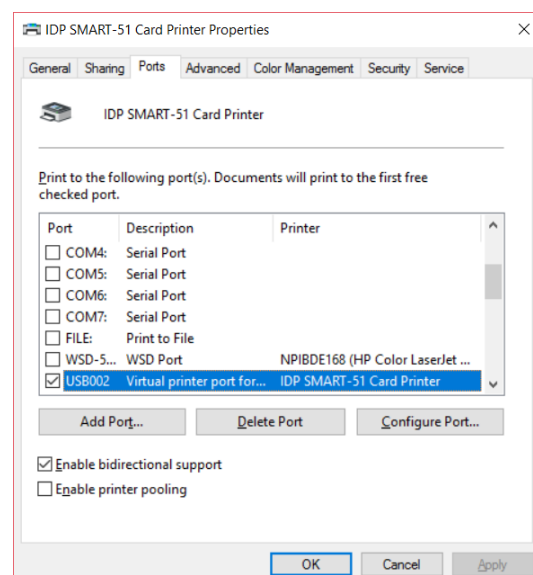 IDP SMART-51 Card Printer Properties
General Sharing Ports Advanced Color Management Security Service
IDP SMART-51 Card Printer
Print to the following port(s). Documents will print to the first free
checked port.
Port Description Printer
COM4: Serial Port
COM5: Serial Port
COM6: Serial Port
COM7: Serial Port
FILE: Print to File
WSD-5... WSD Port NPIBDE168 (HP Color LaserJet ...
USB002 Virtual printer port for... IDP SMART-51 Card Printer
Add Port... Delete Port Configure Port...
Enable bidirectional support
Enable printer pooling
OK Cancel Apply